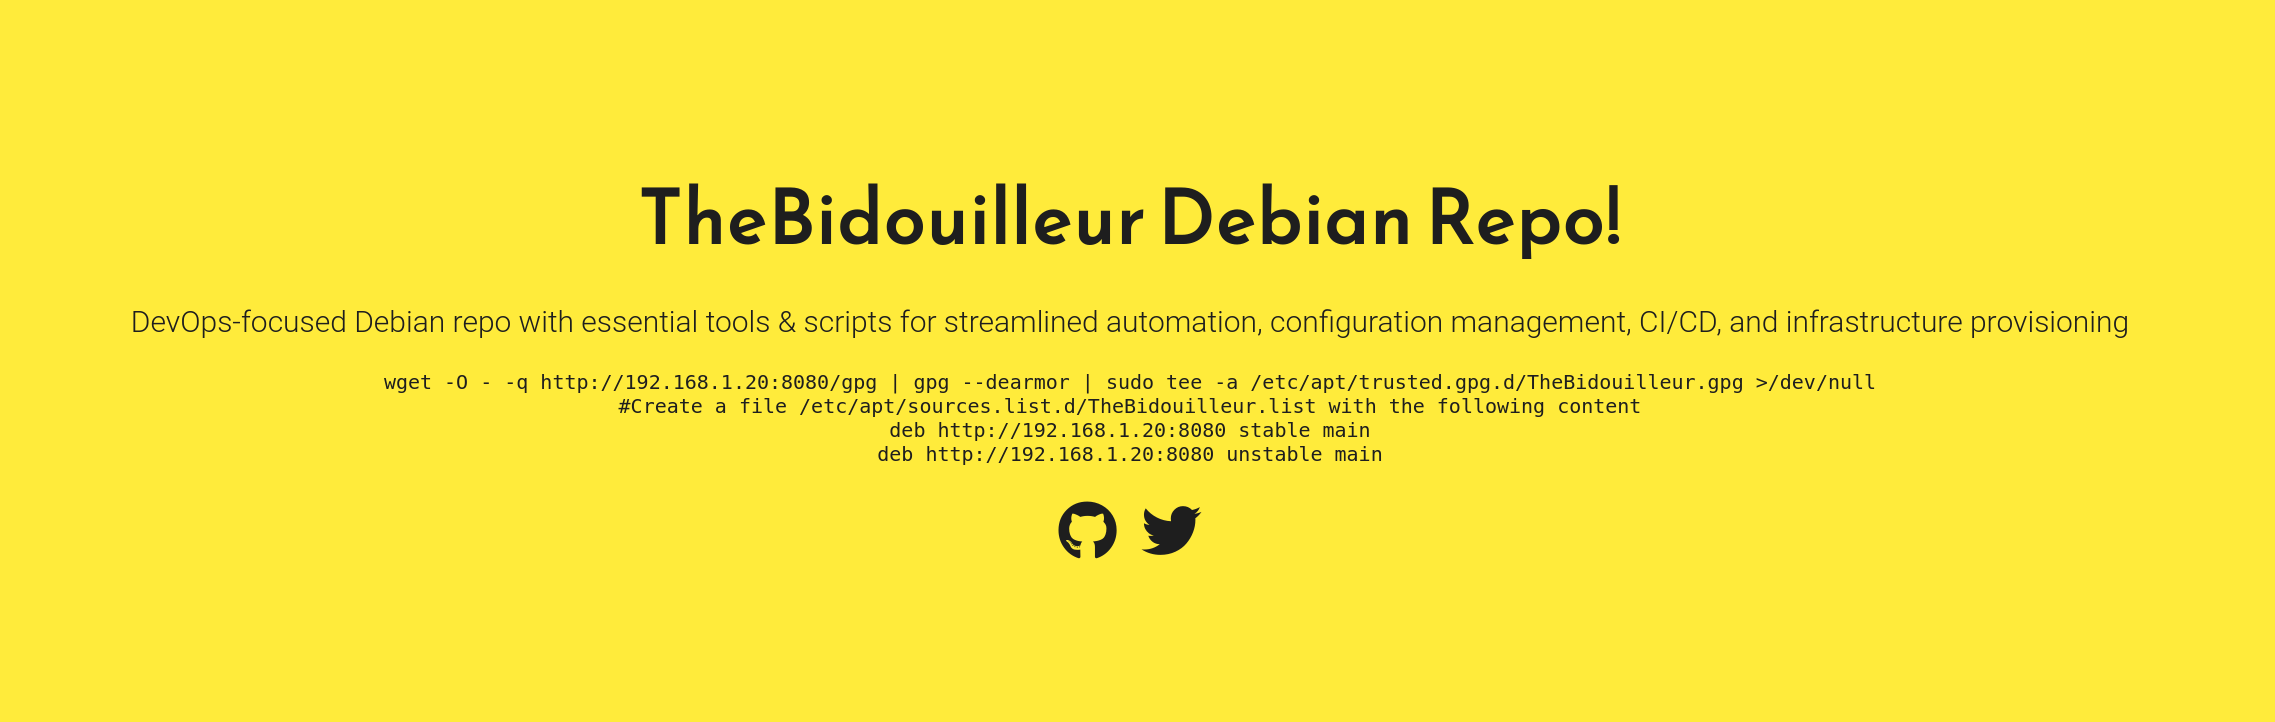 TheBidouilleur Debian Repo!
DevOps-focused Debian repo with essential tools & scripts for streamlined automation, configuration management, CI/CD, and infrastructure provisioning
wget -O - -q http://192.168.1.20:8080/gpg | gpg --dearmor | sudo tee -a /etc/apt/trusted.gpg.d/TheBidouilleur.gpg >/dev/null
#Create a file /etc/apt/sources.list.d/TheBidouilleur.list with the following content
deb http://192.168.1.20:8080 stable main
deb http://192.168.1.20:8080 unstable main